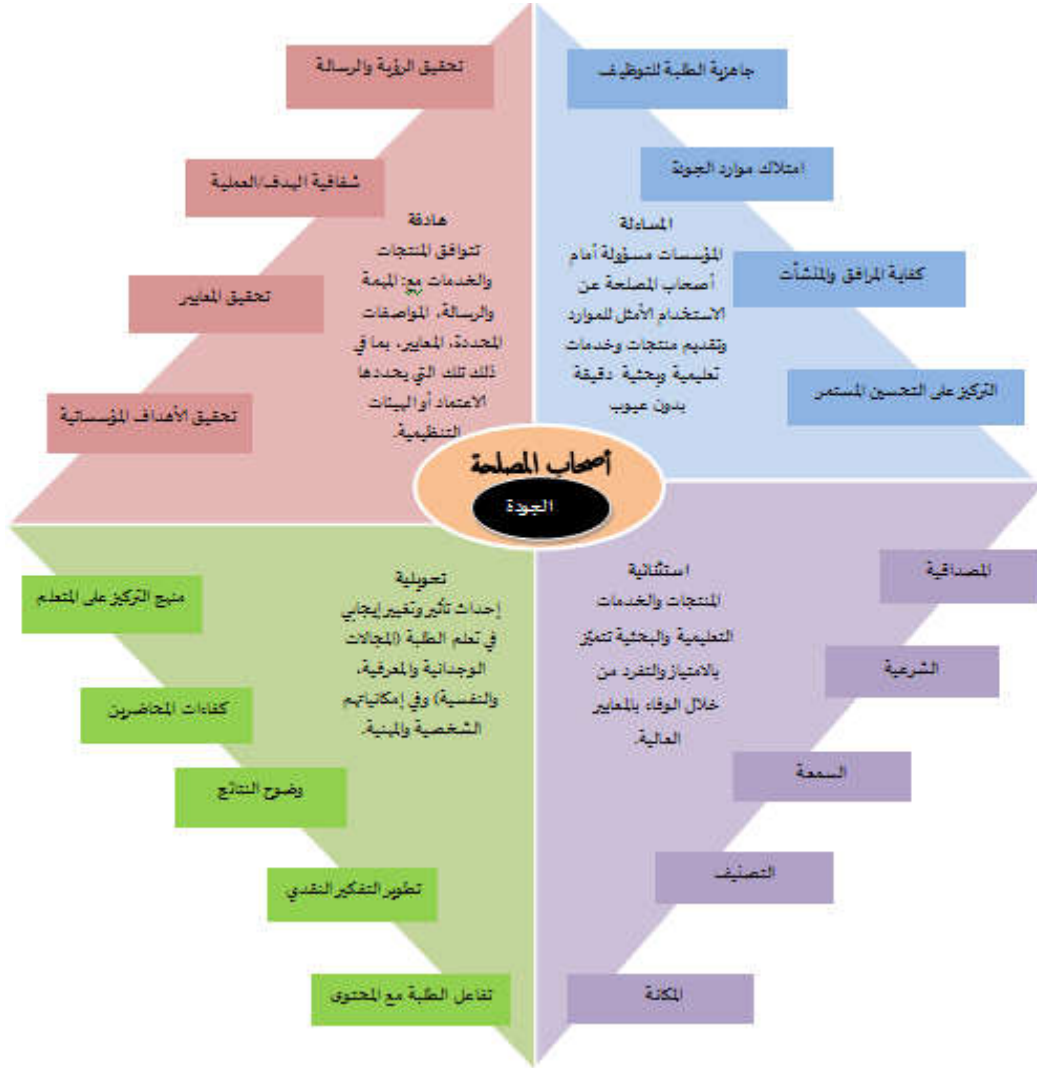 جاهزية الطلبة للتوظيف
امتلاك موارد الجودة
كفاية المرافق والمنشآت
التركيز على التحسين المستمر
المساءلة
المؤسسات مسؤولة أمام
أصحاب المصلحة عن
الاستخدام الأمثل للموارد
وتقديم منتجات وخدمات
تعليمية وبحثية دقيقة
بدون عيوب
تحقيق الرؤية والرسالة
شفافية الهدف/العملية
تحقيق المعايير
تحقيق الأهداف المؤسساتية
هادفة
تتوافق المنتجات
والخدمات مع: المهمة
والرسالة، المواصفات
المحددة، المعايير، بما في
ذلك تلك التي يحددها
الاعتماد أو الهيئات
التنظيمية.
أصحاب المصلحة
الجودة
استثنائية
المنتجات والخدمات
التعليمية والبحثية تتميّز
بالامتياز والتفرد من
خلال الوفاء بالمعايير
العالية.
المصداقية
الشرعية
السمعة
التصنيف
المكانة
تحويلية
إحداث تأثير وتغيير إيجابي
في تعلم الطلبة (المجالات
الوجدانية والمعرفية،
والنفسية) وفي إمكانياتهم
الشخصية والمهنية.
منهج التركيز على المتعلم
كفاءات المحاضرين
وضوح النتائج
تطوير التفكير النقدي
تفاعل الطلبة مع المحتوى